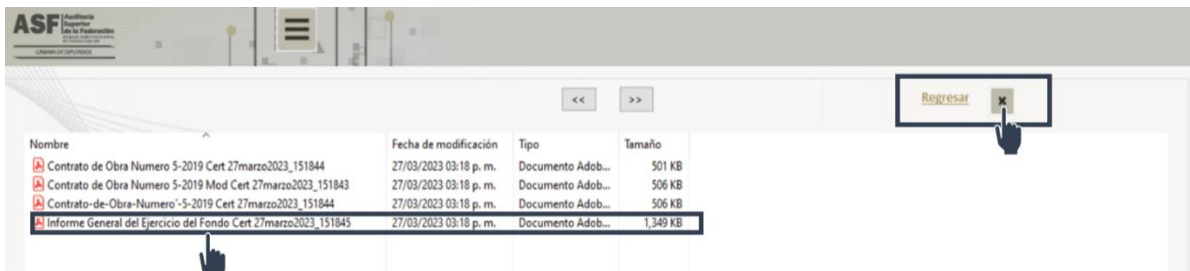 ASF Auditoría
Superior
de la Federación
CÁMARA DE DIPUTADOS
<< >>
Regresar x
Nombre Fecha de modificación Tipo Tamaño
Contrato de Obra Numero 5-2019 Cert 27marzo2023_151844 27/03/2023 03:18 p. m. Documento Adob... 501 KB
Contrato de Obra Numero 5-2019 Mod Cert 27marzo2023_151843 27/03/2023 03:18 p. m. Documento Adob... 506 KB
Contrato-de-Obra-Numero´-5-2019 Cert 27marzo2023_151844 27/03/2023 03:18 p. m. Documento Adob... 506 KB
Informe General del Ejercicio del Fondo Cert 27marzo2023_151845 27/03/2023 03:18 p. m. Documento Adob... 1,349 KB